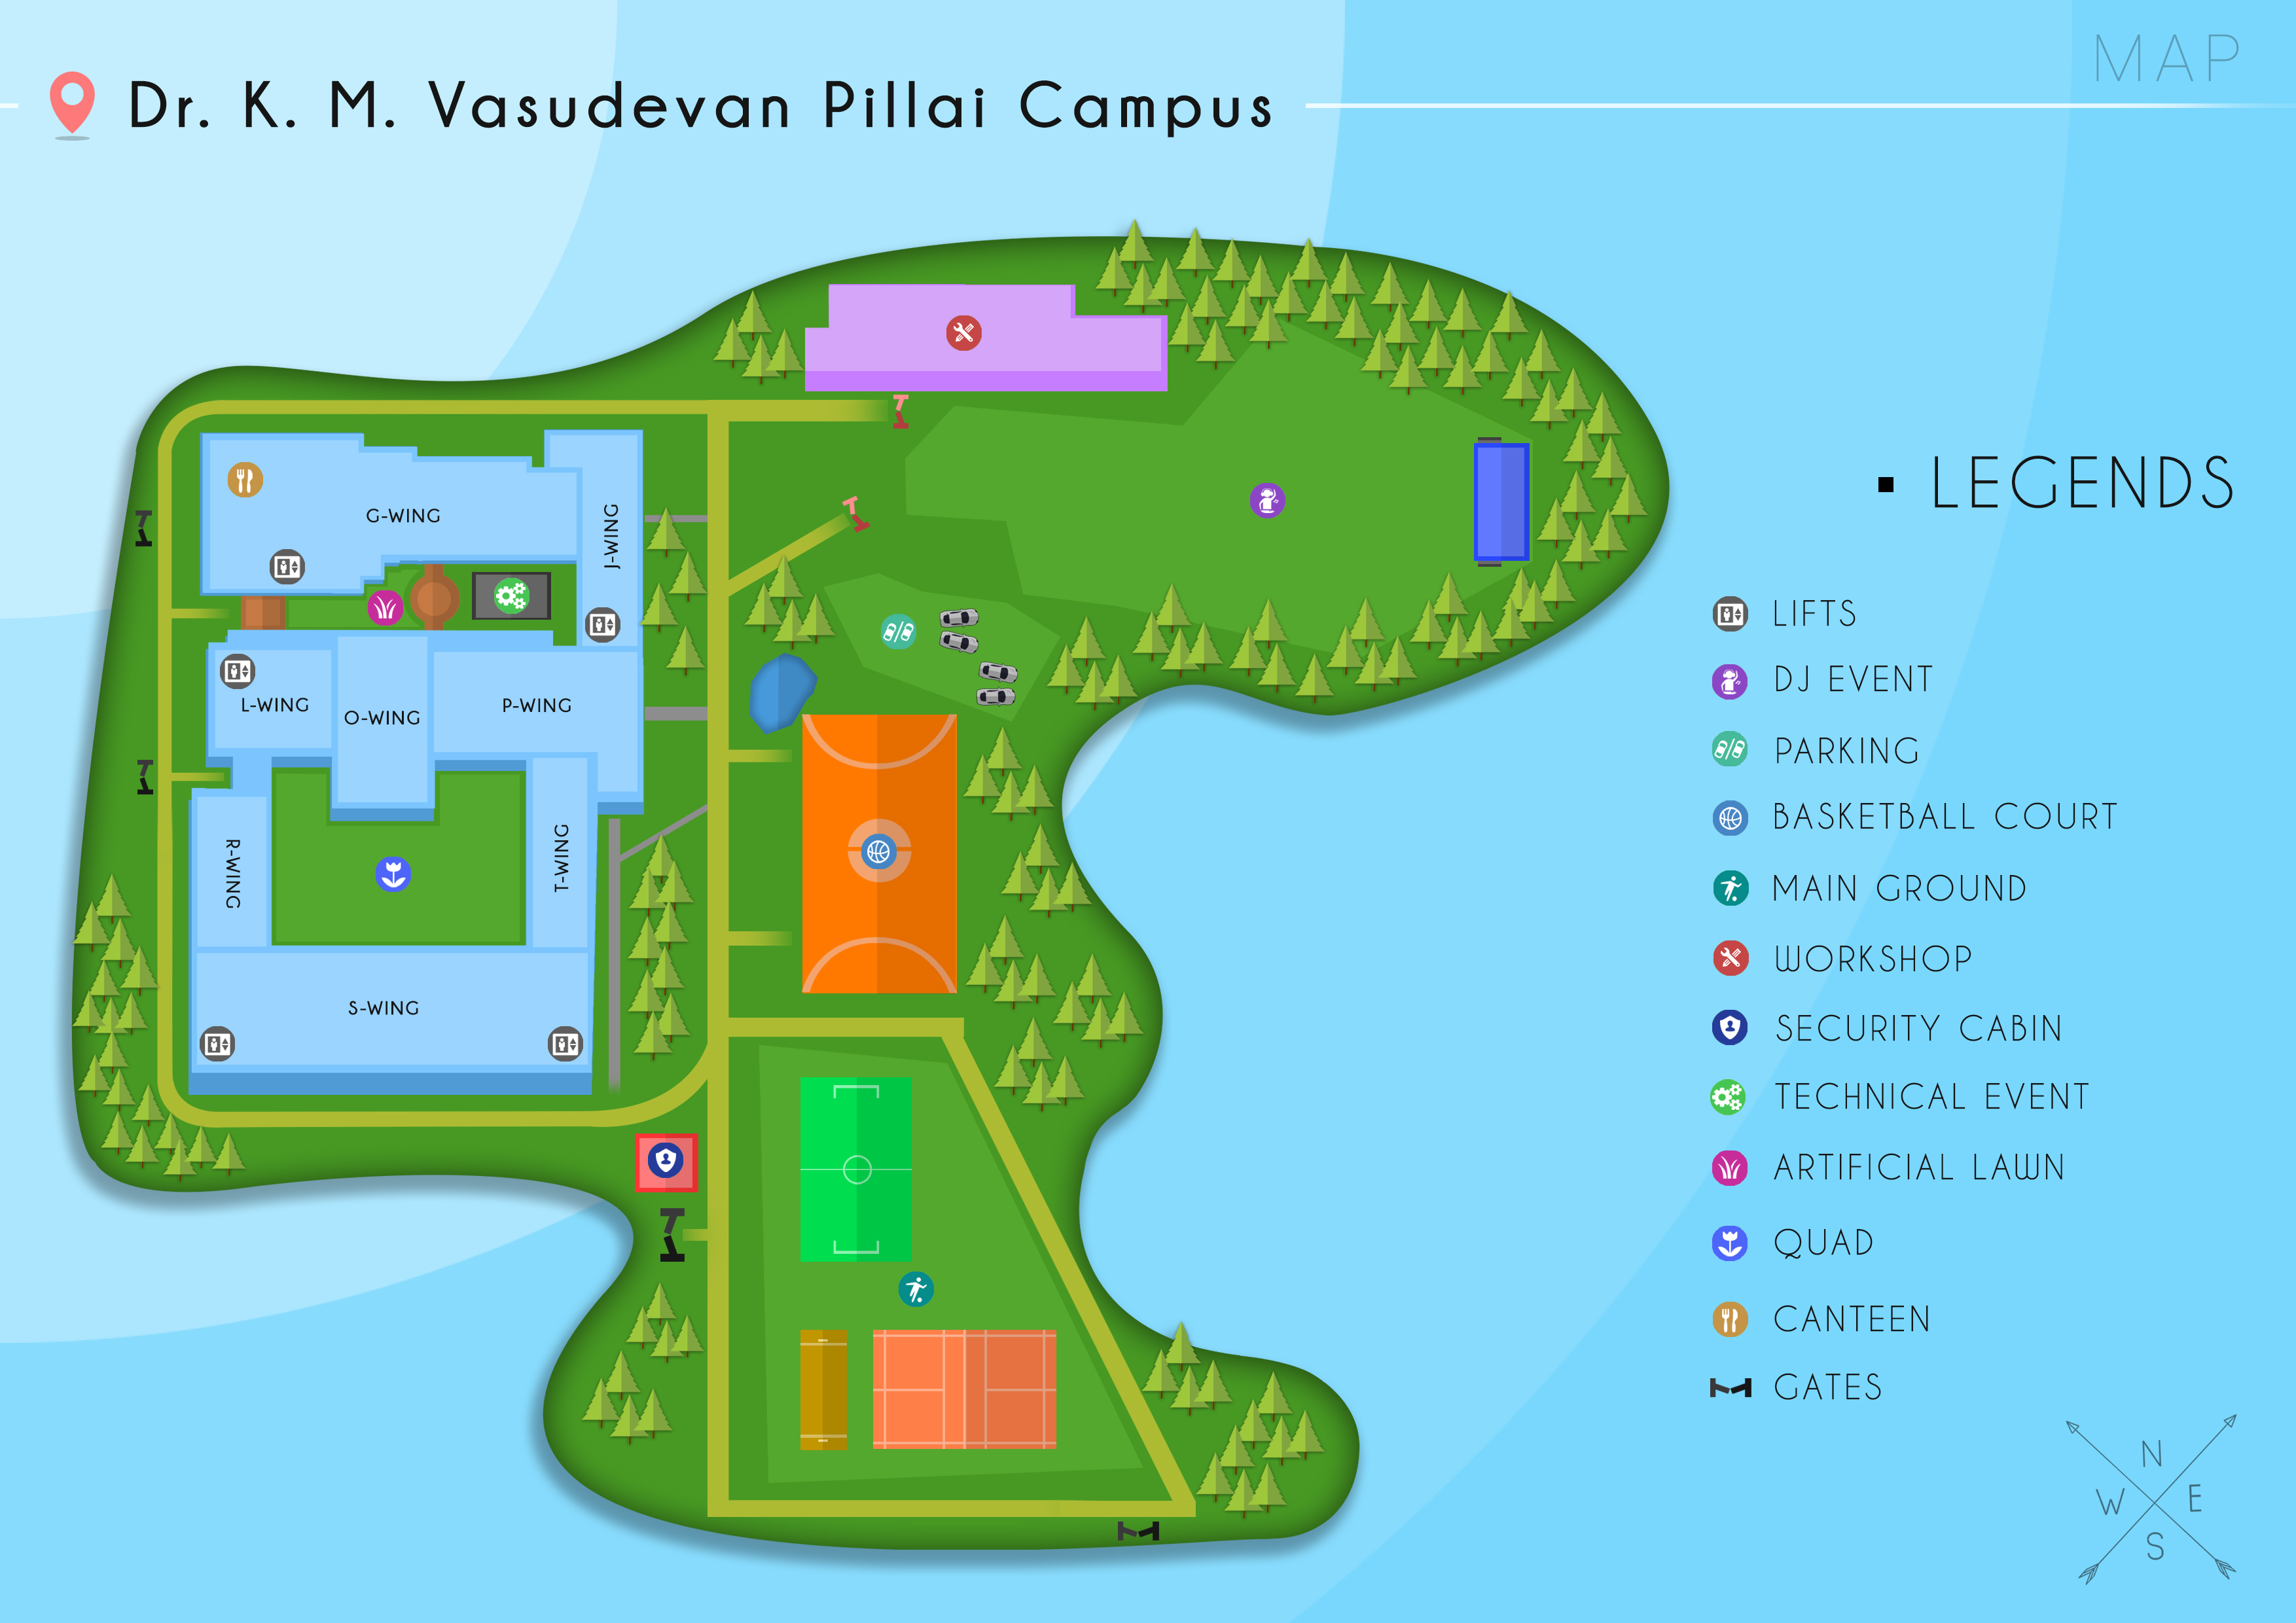 MAP
Dr. K. M. Vasudevan Pillai Campus
LEGENDS
G-WING
J-WING
L-WING
O-WING
P-WING
R-WING
T-WING
S-WING
LIFTS
DJ EVENT
PARKING
BASKETBALL COURT
MAIN GROUND
WORKSHOP
SECURITY CABIN
TECHNICAL EVENT
ARTIFICIAL LAWN
QUAD
CANTEEN
GATES
N
W E
S